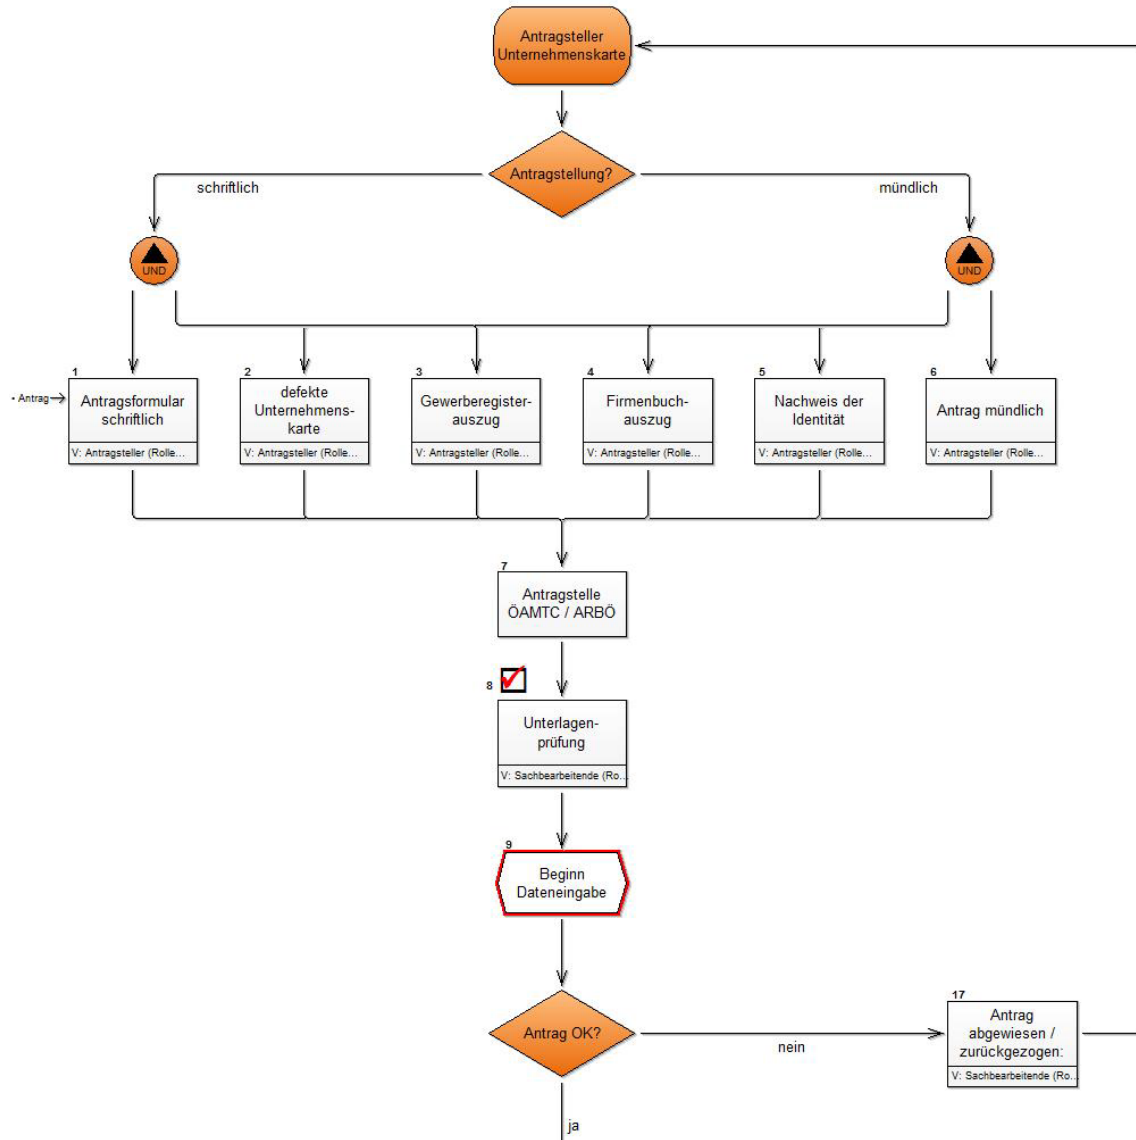 Antragsteller
Unternehmenskarte
Antragstellung?
schriftlich
mündlich
UND
UND
1
2
3
4
5
6
• Antrag
Antragsformular
schriftlich
V: Antragsteller (Rolle...
defekte
Unternehmens-
karte
V: Antragsteller (Rolle...
Gewerberegister-
auszug
V: Antragsteller (Rolle...
Firmenbuch-
auszug
V: Antragsteller (Rolle...
Nachweis der
Identität
V: Antragsteller (Rolle...
Antrag mündlich
V: Antragsteller (Rolle...
7
Antragstelle
ÖAMTC / ARBÖ
8
Unterlagen-
prüfung
V: Sachbearbeitende (Ro...
9
Beginn
Dateneingabe
Antrag OK?
nein
17
Antrag
abgewiesen /
zurückgezogen:
V: Sachbearbeitende (Ro...
ja